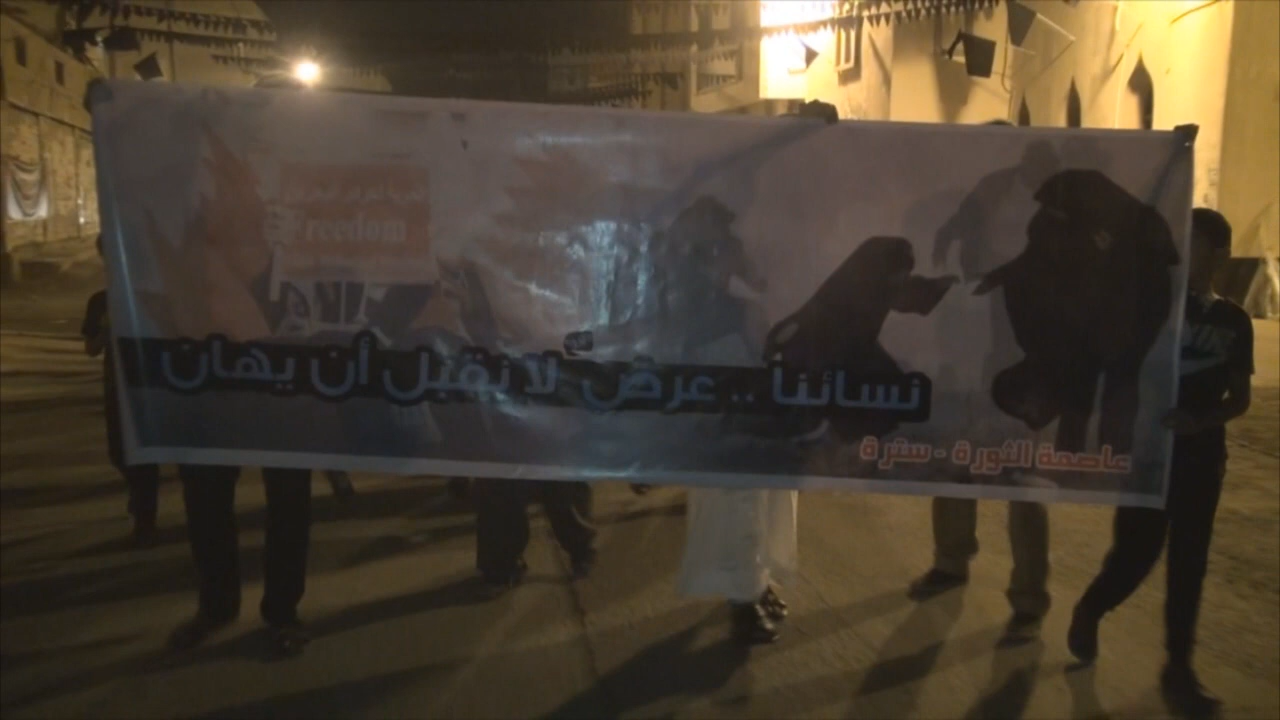 Freedom
نسائنا .. عرض لا نقبل أن يهان
عاصمة الثورة - سترة